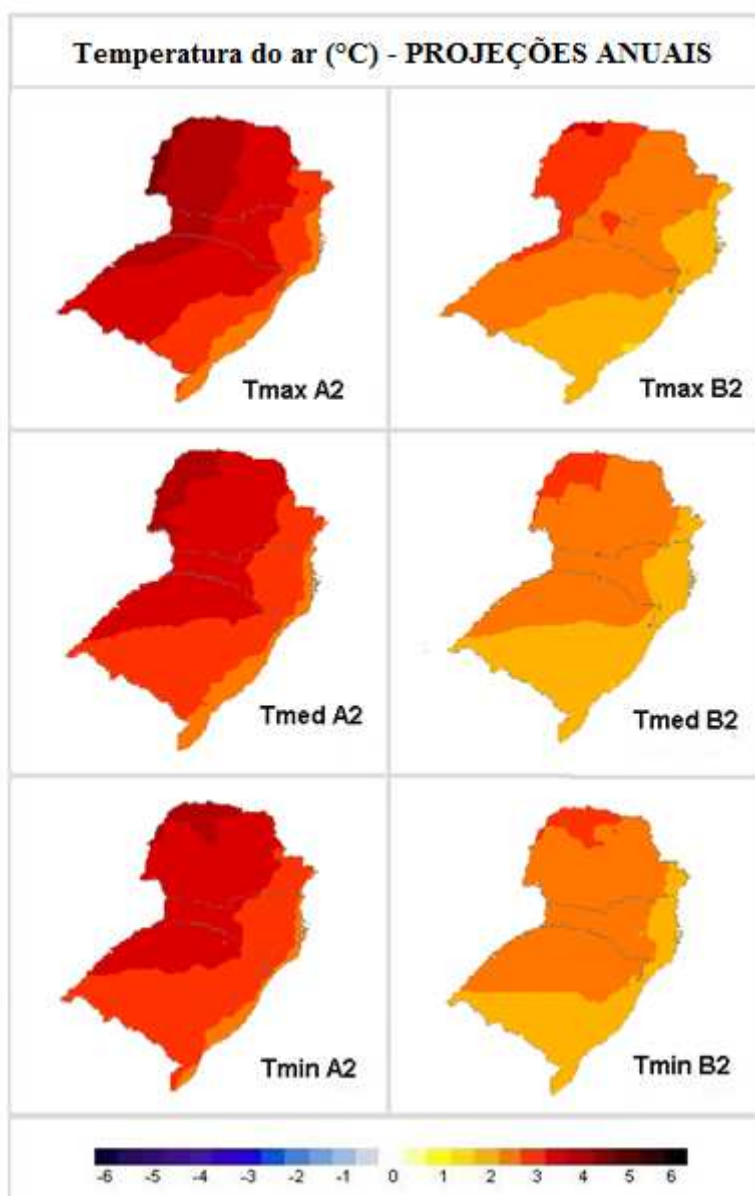 Temperatura do ar (°C) - PROJEÇÕES ANUAIS
Tmax A2
Tmax B2
Tmed A2
Tmed B2
Tmin A2
Tmin B2
-6 -5 -4 -3 -2 -1 0 1 2 3 4 5 6